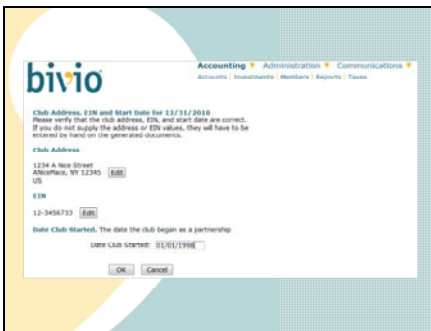 bivio
Accounting Administration Communications
Accounts | Investments | Members | Reports | Taxes
Club Address, EIN and Start Date for 12/31/2010
Please verify that the club address, EIN, and start date are correct.
If you do not supply the address or EIN values, they will have to be
entered by hand on the generated documents.
Club Address
1234 A Nice Street
ANicePlace, NY 12345 Edit
US
EIN
12-3456733 Edit
Date Club Started. The date the club began as a partnership
Date Club Started: 01/01/1998
OK Cancel